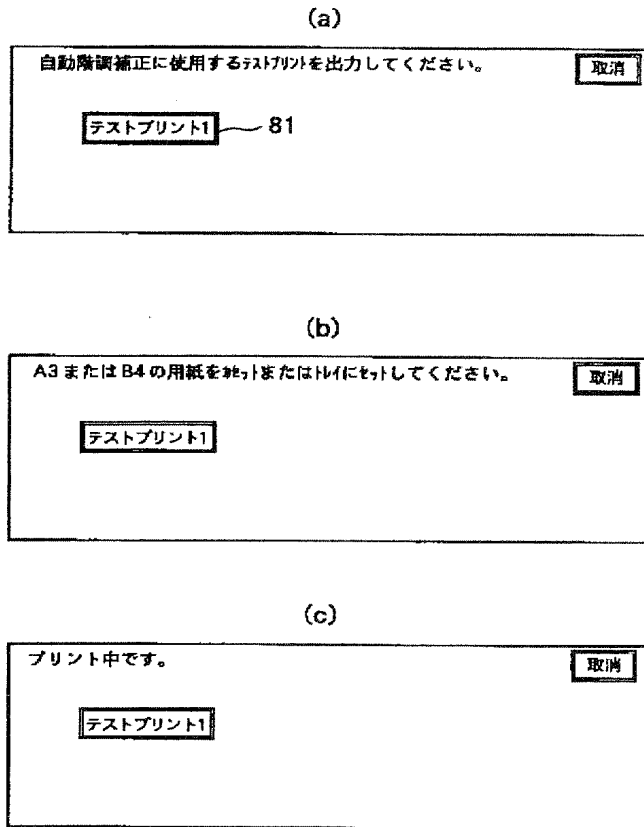 (a)
自動階調補正に使用するﾃｽﾄﾌﾟﾘﾝﾄを出力してください。
取消
テストプリント1
81
(b)
A3 または B4 の用紙をｶｾｯﾄまたはﾄﾚｲにｾｯﾄしてください。
取消
テストプリント1
(c)
プリント中です。
取消
テストプリント1